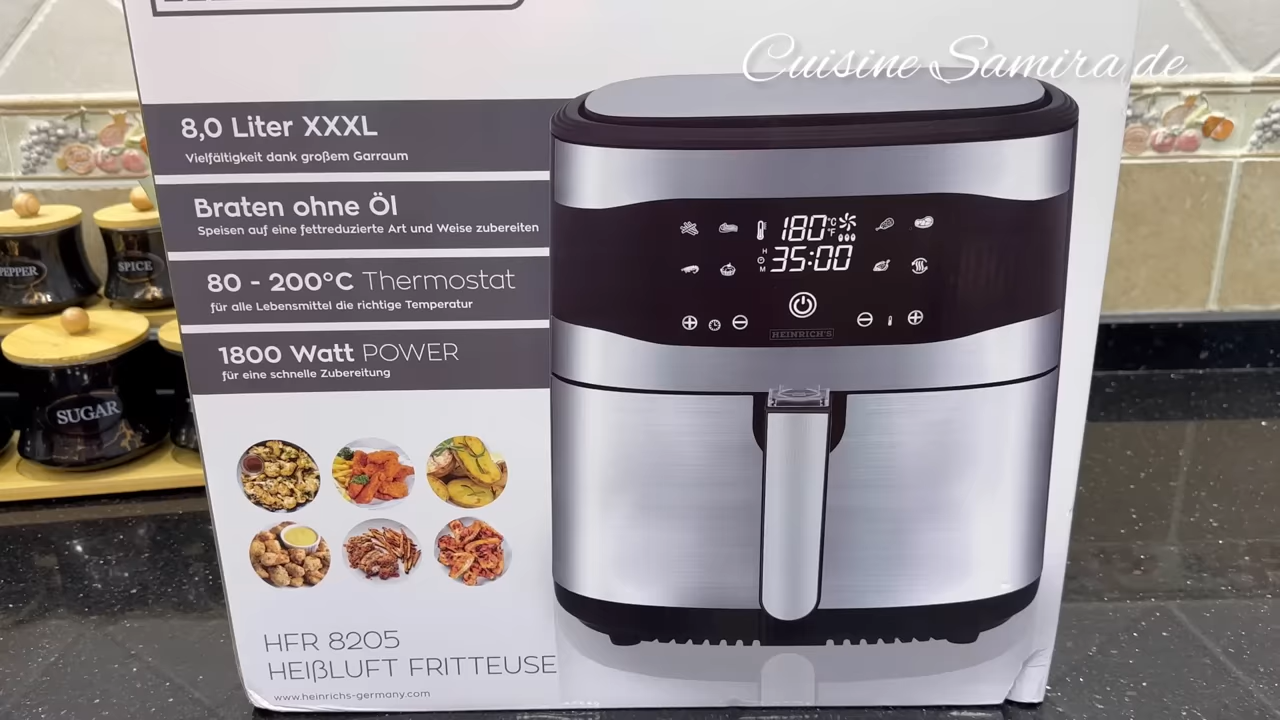 Cuisine Samira de
8,0 Liter XXXL
Vielfältigkeit dank großem Garraum
Braten ohne Öl
Speisen auf eine fettreduzierte Art und Weise zubereiten
80 - 200°C Thermostat
für alle Lebensmittel die richtige Temperatur
1800 Watt POWER
für eine schnelle Zubereitung
180 °C °F
H M 35:00
HEINRICH'S
PEPPER
SPICE
SUGAR
HFR 8205
HEIßLUFT FRITTEUSE
www.heinrichs-germany.com